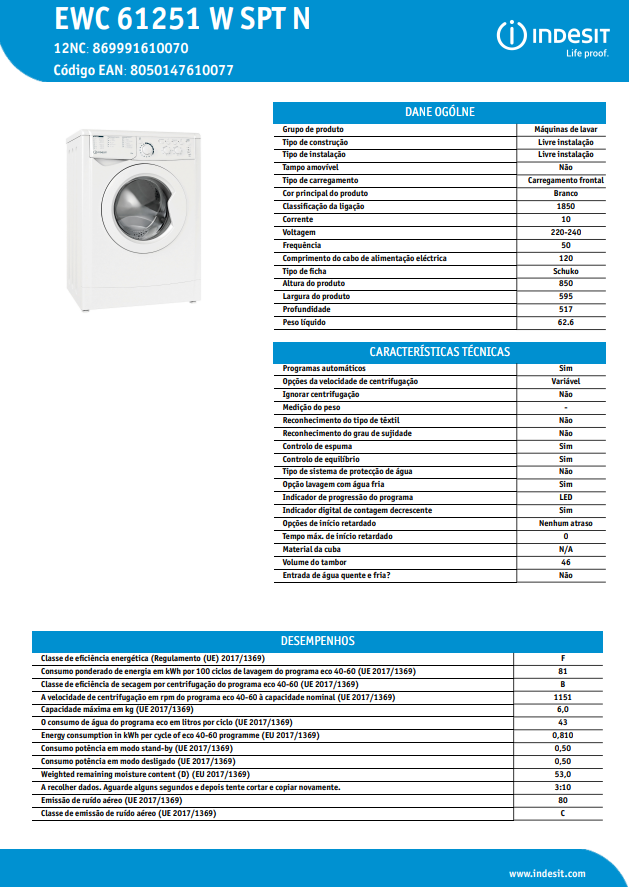 EWC 61251 W SPT N
12NC: 869991610070
Código EAN: 8050147610077
INDESIT
Life proof.
DANE OGÓLNE
Grupo de produto Máquinas de lavar
Tipo de construção Livre instalação
Tipo de instalação Livre instalação
Tampo amovível Não
Tipo de carregamento Carregamento frontal
Cor principal do produto Branco
Classificação da ligação 1850
Corrente 10
Voltagem 220-240
Frequência 50
Comprimento do cabo de alimentação eléctrica 120
Tipo de ficha Schuko
Altura do produto 850
Largura do produto 595
Profundidade 517
Peso líquido 62.6
CARACTERÍSTICAS TÉCNICAS
Programas automáticos Sim
Opções da velocidade de centrifugação Variável
Ignorar centrifugação Não
Medição do peso -
Reconhecimento do tipo de têxtil Não
Reconhecimento do grau de sujidade Não
Controlo de espuma Sim
Controlo de equilíbrio Sim
Tipo de sistema de protecção de água Não
Opção lavagem com água fria Sim
Indicador de progressão do programa LED
Indicador digital de contagem decrescente Sim
Opções de início retardado Nenhum atraso
Tempo máx. de início retardado 0
Material da cuba N/A
Volume do tambor 46
Entrada de água quente e fria? Não
DESEMPENHOS
Classe de eficiência energética (Regulamento (UE) 2017/1369) F
Consumo ponderado de energia em kWh por 100 ciclos de lavagem do programa eco 40-60 (UE 2017/1369) 81
Classe de eficiência de secagem por centrifugação do programa eco 40-60 (UE 2017/1369) B
A velocidade de centrifugação em rpm do programa eco 40-60 à capacidade nominal (UE 2017/1369) 1151
Capacidade máxima em kg (UE 2017/1369) 6,0
O consumo de água do programa eco em litros por ciclo (UE 2017/1369) 43
Energy consumption in kWh per cycle of eco 40-60 programme (EU 2017/1369) 0,810
Consumo potência em modo stand-by (UE 2017/1369) 0,50
Consumo potência em modo desligado (UE 2017/1369) 0,50
Weighted remaining moisture content (D) (EU 2017/1369) 53,0
A recolher dados. Aguarde alguns segundos e depois tente cortar e copiar novamente. 3:10
Emissão de ruído aéreo (UE 2017/1369) 80
Classe de emissão de ruído aéreo (UE 2017/1369) C
www.indesit.com